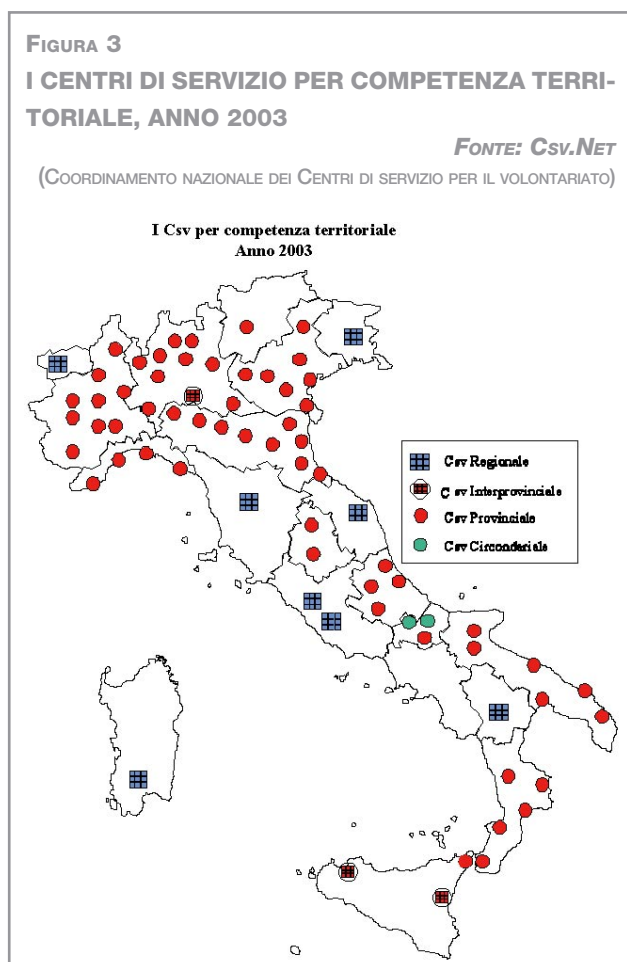 FIGURA 3
I CENTRI DI SERVIZIO PER COMPETENZA TERRI-
TORIALE, ANNO 2003
FONTE: CSV.NET
(COORDINAMENTO NAZIONALE DEI CENTRI DI SERVIZIO PER IL VOLONTARIATO)
I Csv per competenza territoriale
Anno 2003
Csv Regionale
Csv Interprovinciale
Csv Provinciale
Csv Circonderiale